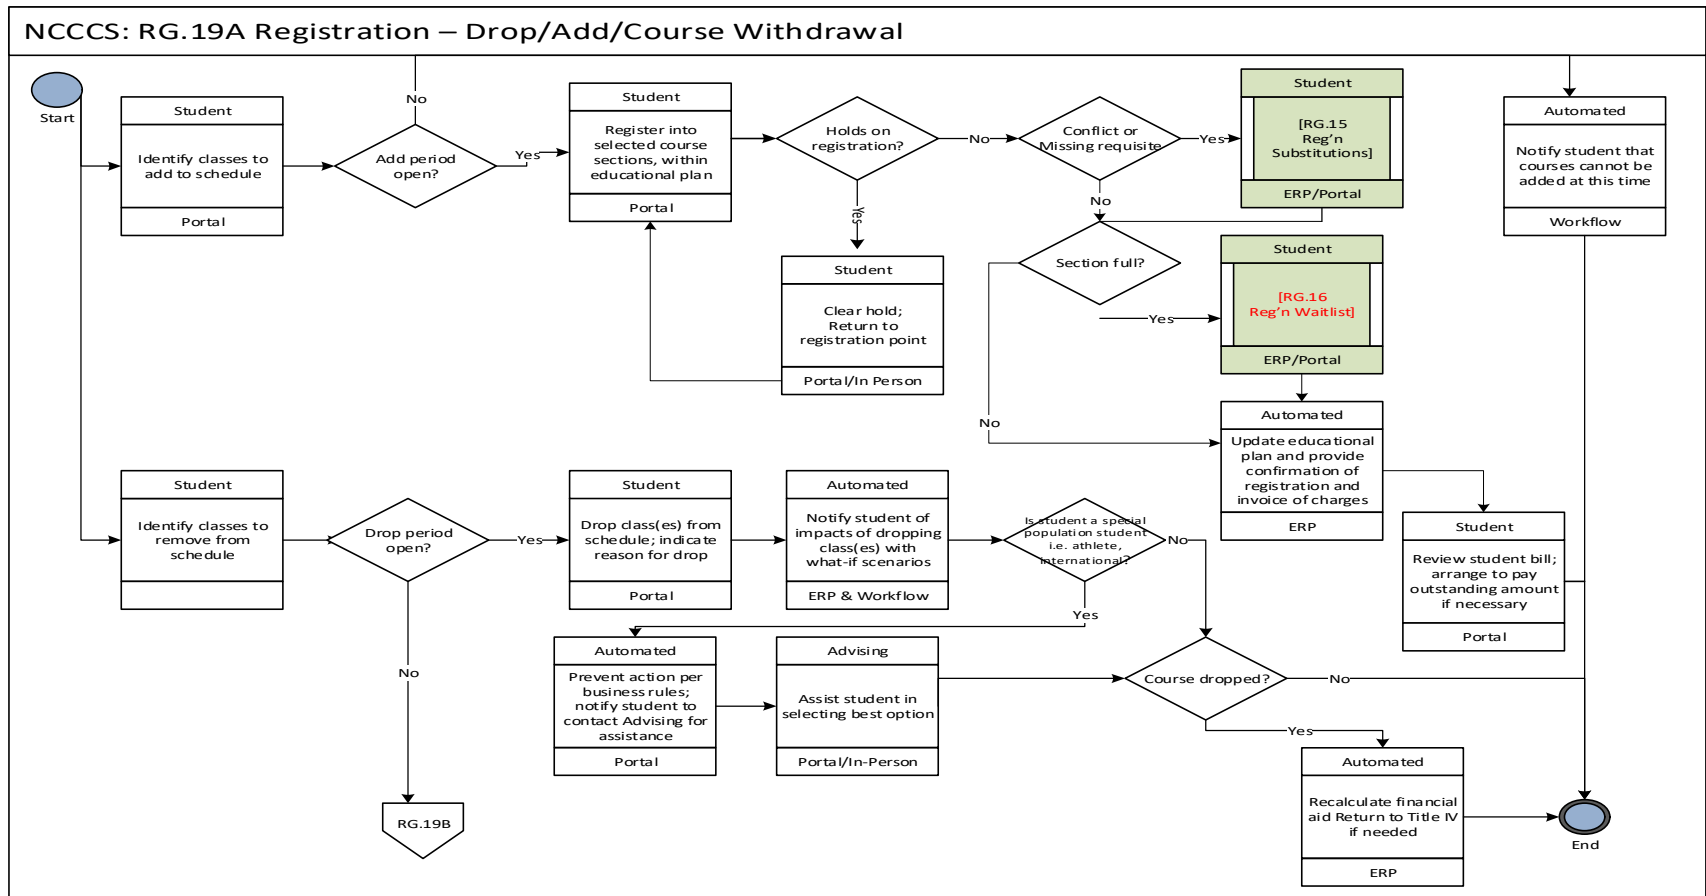 NCCCS: RG.19A Registration – Drop/Add/Course Withdrawal
Start
Student
Identify classes to
add to schedule
Portal
No
Add period
open?
Yes
Student
Register into
selected course
sections, within
educational plan
Portal
Holds on
registration?
No
Yes
Student
Clear hold;
Return to
registration point
Portal/In Person
Conflict or
Missing requisite
Yes
No
Student
[RG.15
Reg’n
Substitutions]
ERP/Portal
Automated
Notify student that
courses cannot be
added at this time
Workflow
Section full?
Yes
No
Student
[RG.16
Reg’n Waitlist]
ERP/Portal
Automated
Update educational
plan and provide
confirmation of
registration and
invoice of charges
ERP
Student
Review student bill;
arrange to pay
outstanding amount
if necessary
Portal
Student
Identify classes to
remove from
schedule
Drop period
open?
Yes
No
RG.19B
Student
Drop class(es) from
schedule; indicate
reason for drop
Portal
Automated
Notify student of
impacts of dropping
class(es) with
what-if scenarios
ERP & Workflow
Is student a special
population student
i.e. athlete,
international?
No
Yes
Automated
Prevent action per
business rules;
notify student to
contact Advising for
assistance
Portal
Advising
Assist student in
selecting best option
Portal/In-Person
Course dropped?
No
Yes
Automated
Recalculate financial
aid Return to Title IV
if needed
ERP
End